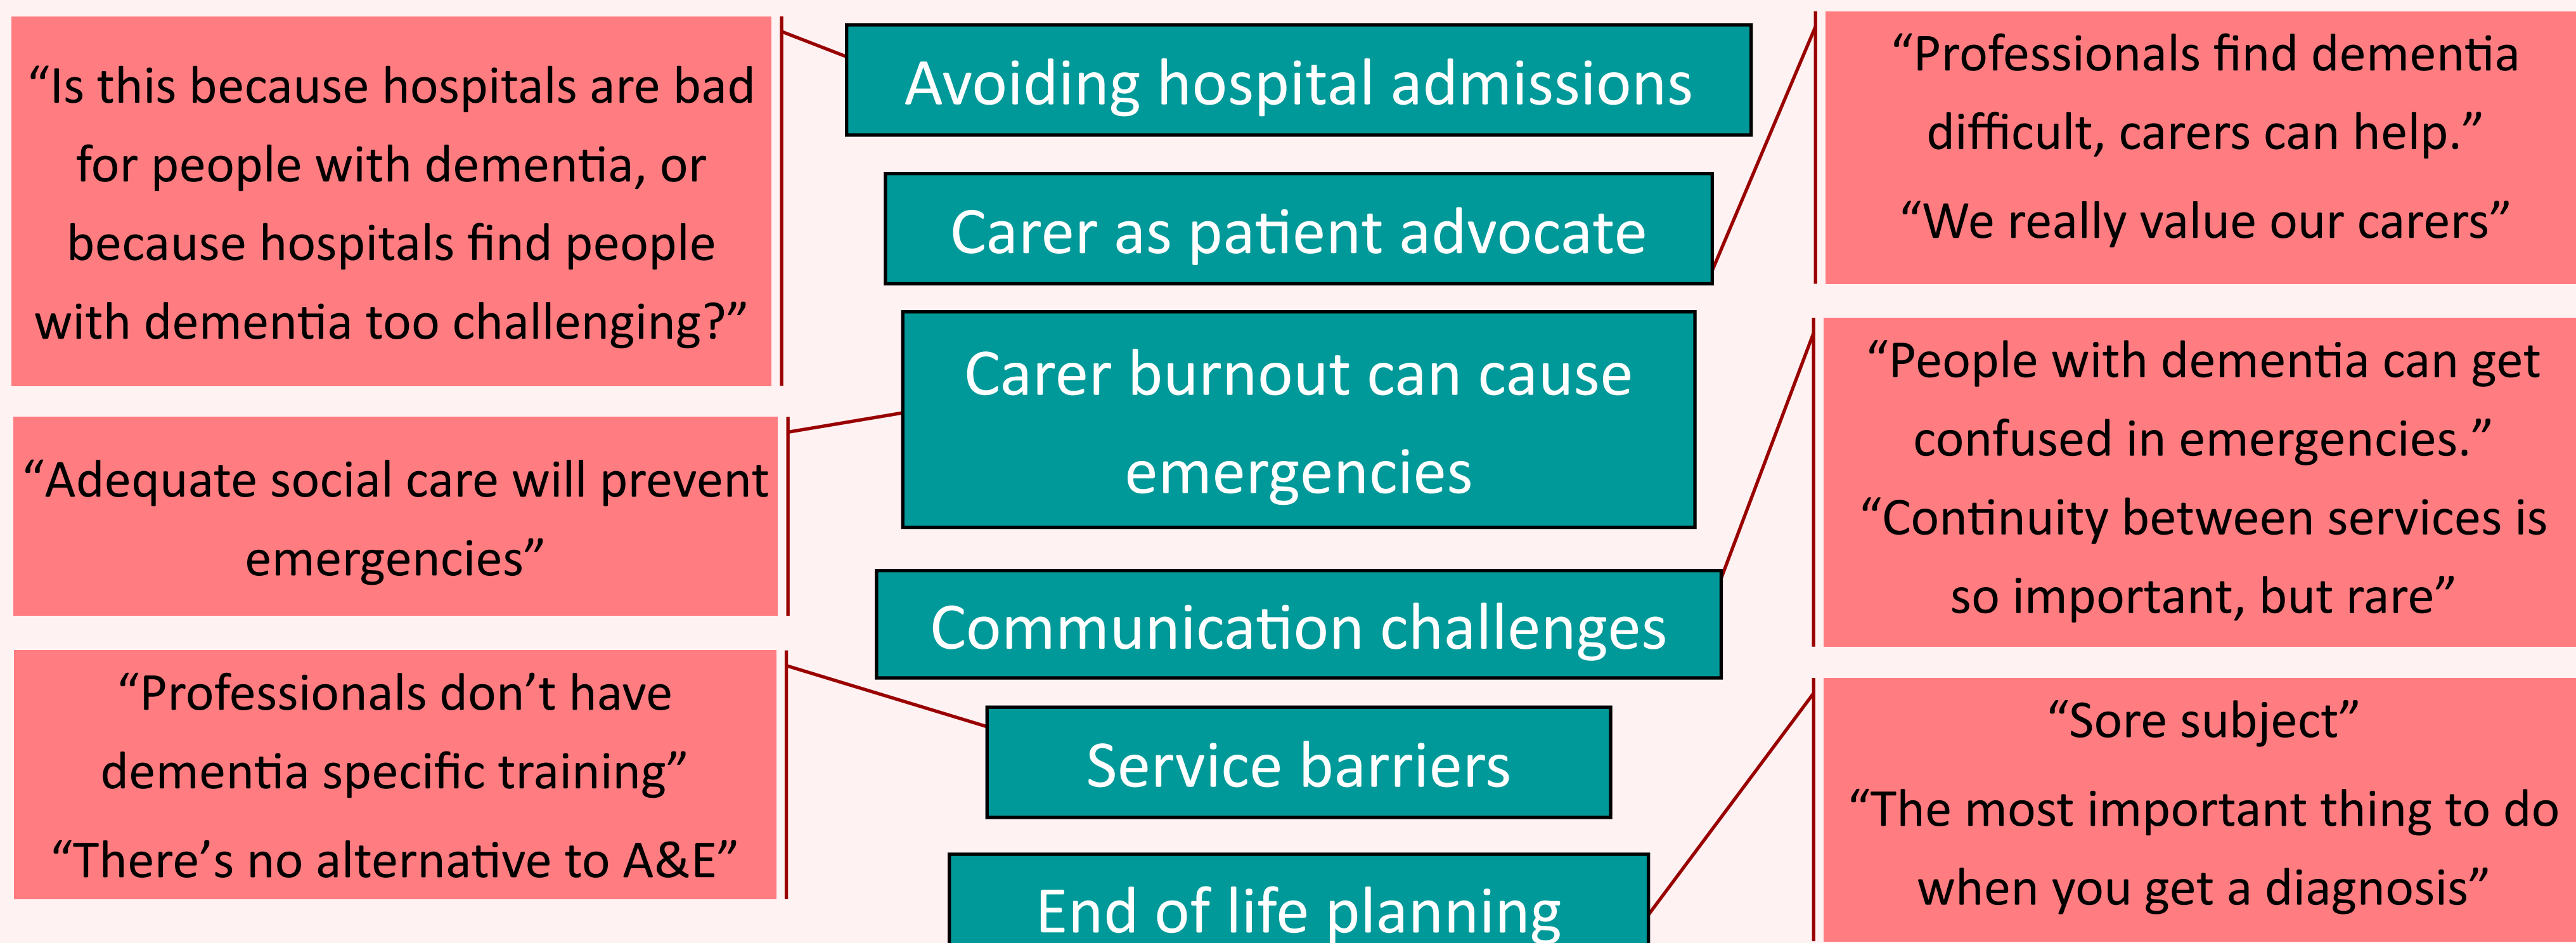 “Is this because hospitals are bad
for people with dementia, or
because hospitals find people
with dementia too challenging?”
“Adequate social care will prevent
emergencies”
“Professionals don’t have
dementia specific training”
“There’s no alternative to A&E”
Avoiding hospital admissions
Carer as patient advocate
Carer burnout can cause
emergencies
Communication challenges
Service barriers
End of life planning
“Professionals find dementia
difficult, carers can help.”
“We really value our carers”
“People with dementia can get
confused in emergencies.”
“Continuity between services is
so important, but rare”
“Sore subject”
“The most important thing to do
when you get a diagnosis”